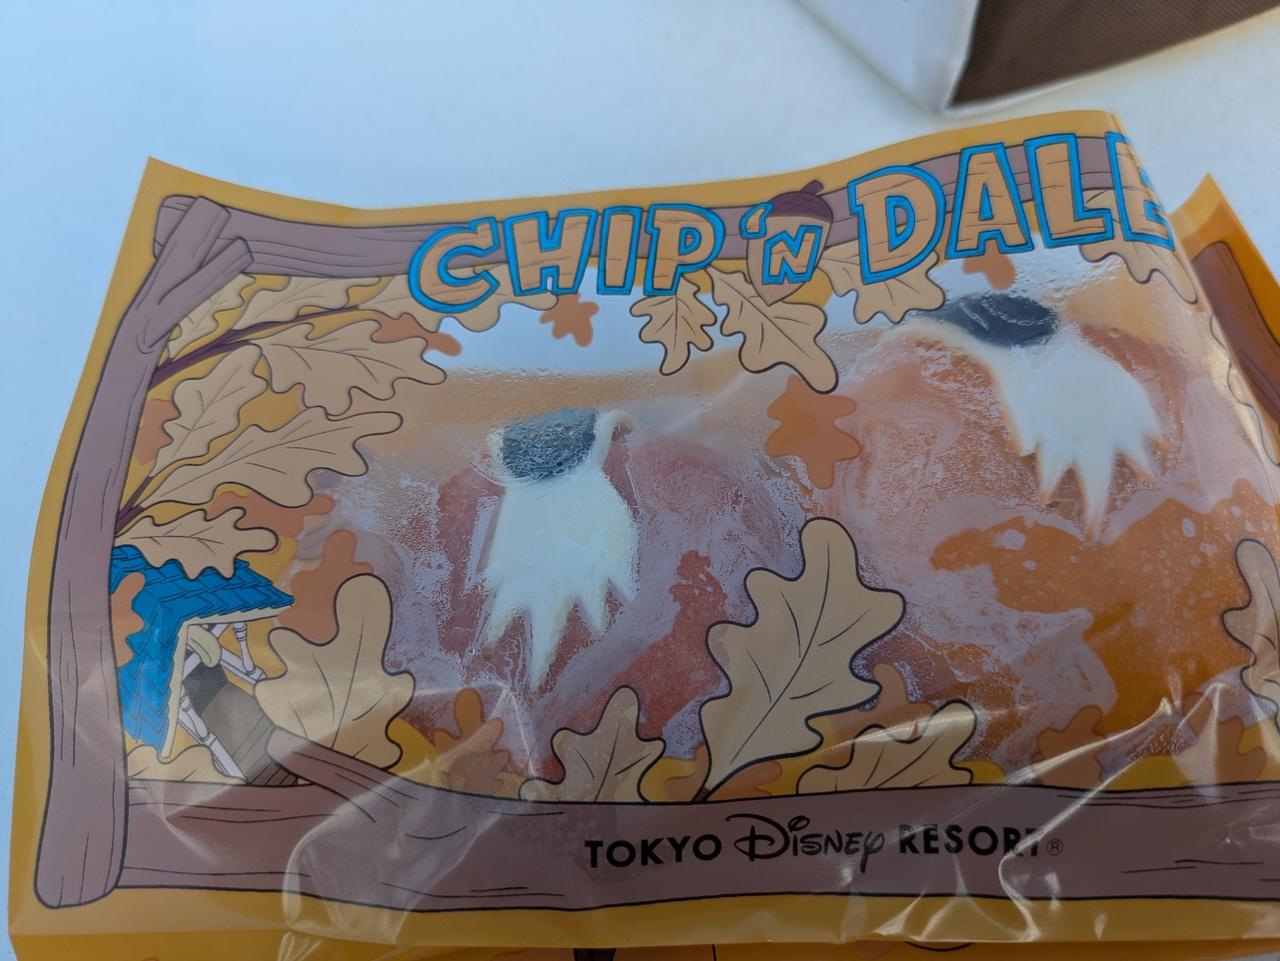 CHIP 'N DALE
TOKYO Disney RESORT®